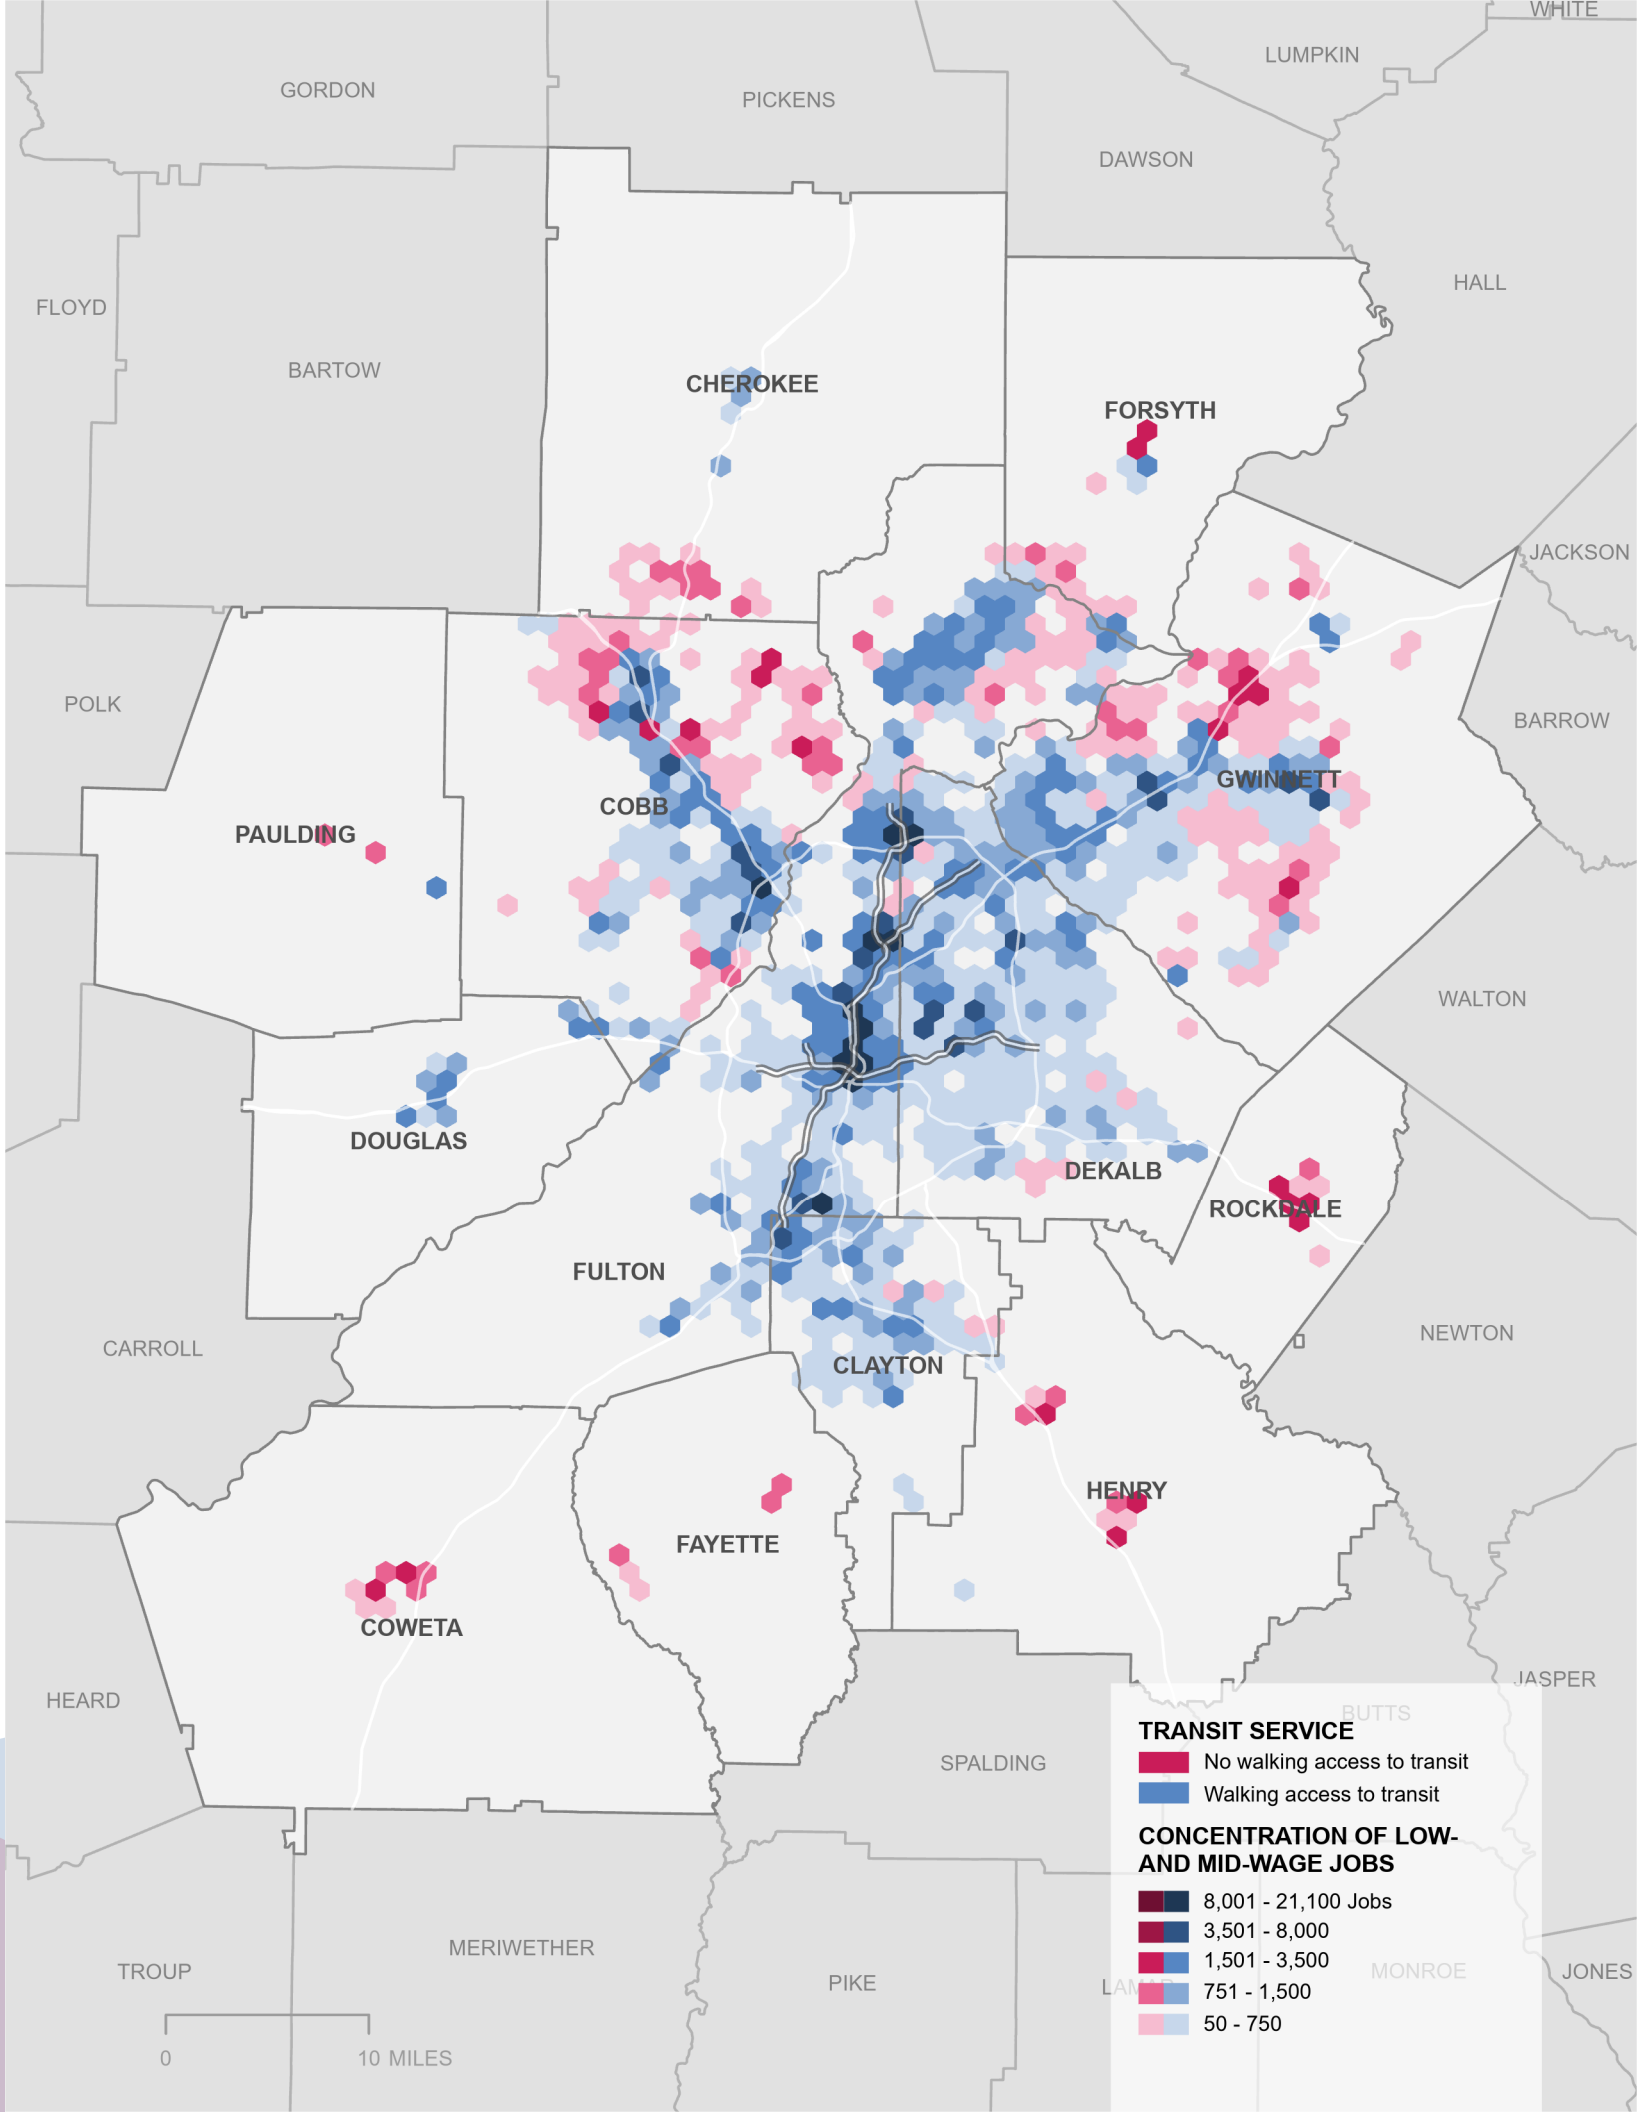 WHITE
LUMPKIN
GORDON
PICKENS
DAWSON
HALL
FLOYD
BARTOW
CHEROKEE
FORSYTH
JACKSON
POLK
BARROW
GWINNETT
COBB
PAULDING
WALTON
DOUGLAS
DEKALB
ROCKDALE
FULTON
NEWTON
CARROLL
CLAYTON
HENRY
FAYETTE
COWETA
HEARD
JASPER
BUTTS
SPALDING
TRANSIT SERVICE
No walking access to transit
Walking access to transit
CONCENTRATION OF LOW-
AND MID-WAGE JOBS
8,001 - 21,100 Jobs
3,501 - 8,000
1,501 - 3,500
751 - 1,500
50 - 750
MERIWETHER
TROUP
PIKE
LAMAR
MONROE
JONES
0 10 MILES